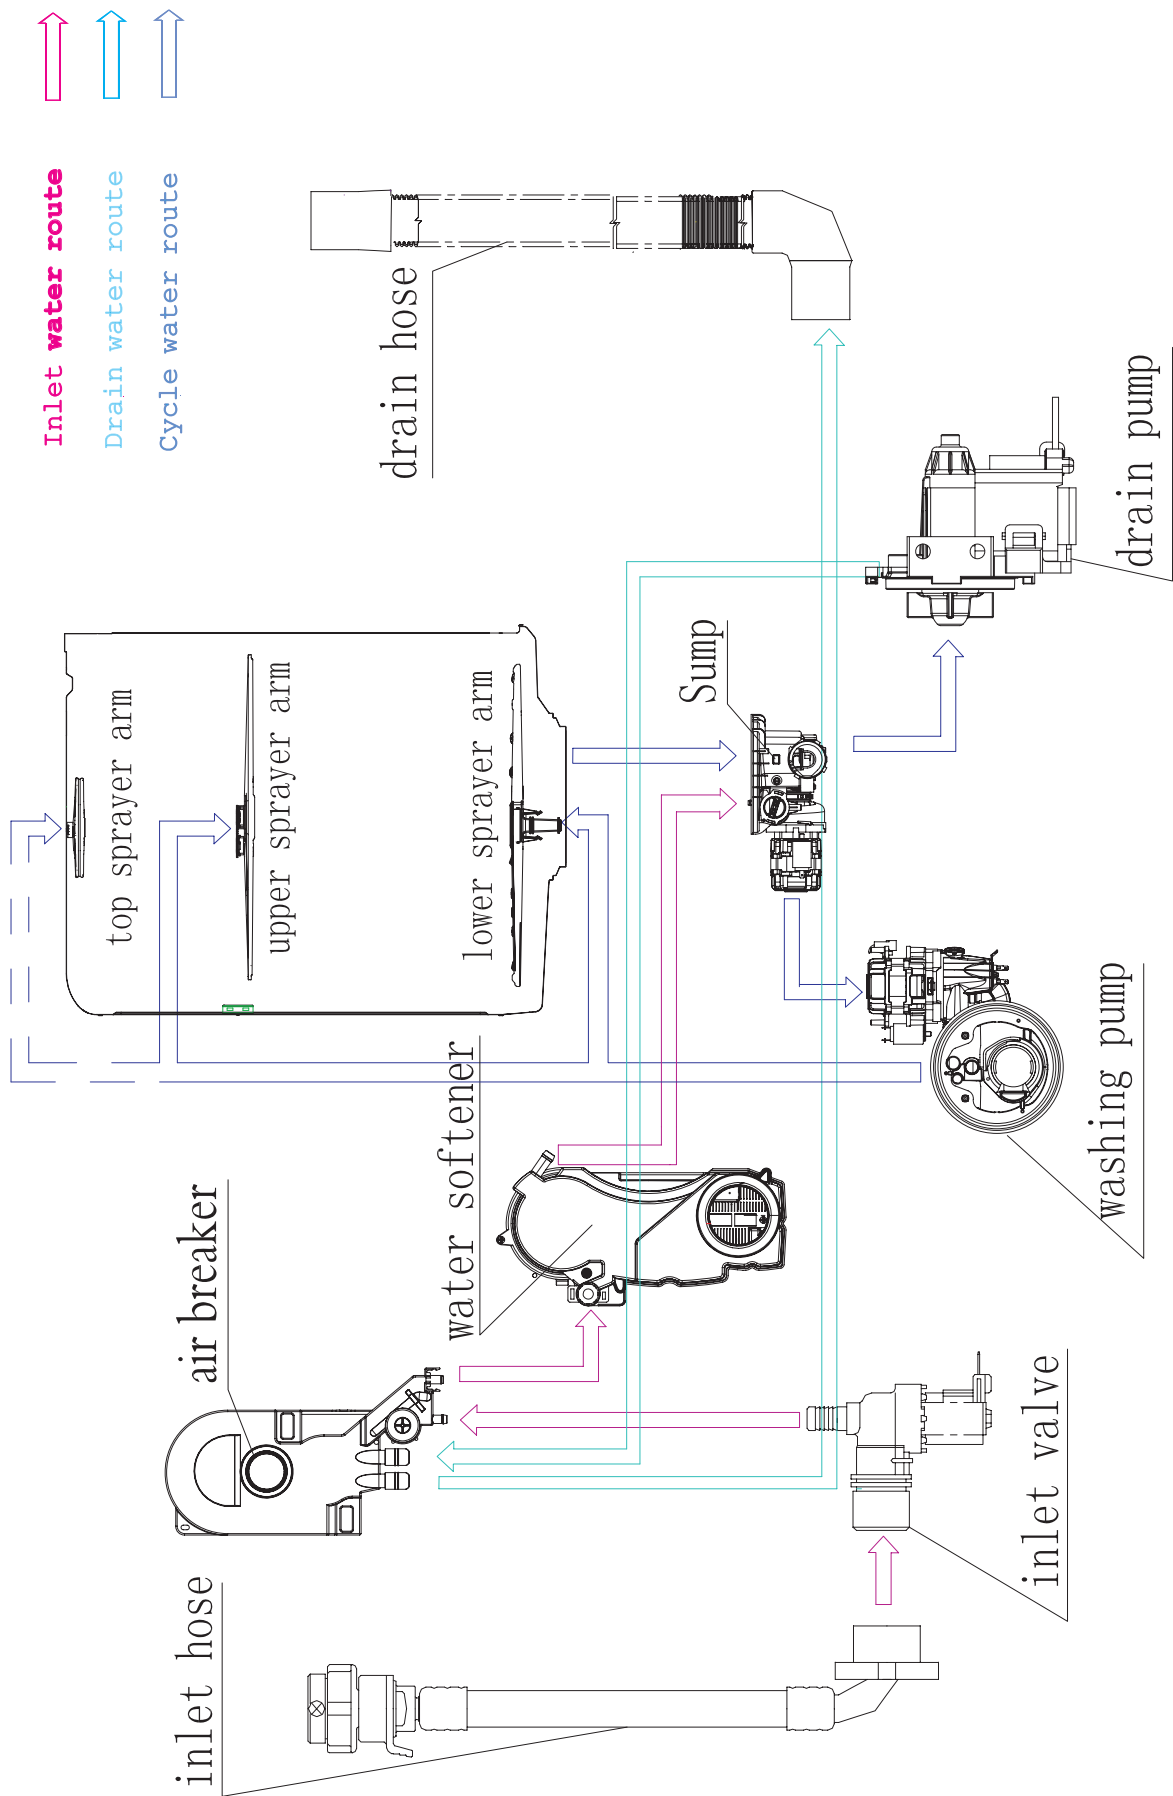 Inlet water route
Drain water route
Cycle water route
inlet hose
air breaker
water softener
top sprayer arm
upper sprayer arm
lower sprayer arm
drain hose
Sump
inlet valve
washing pump
drain pump